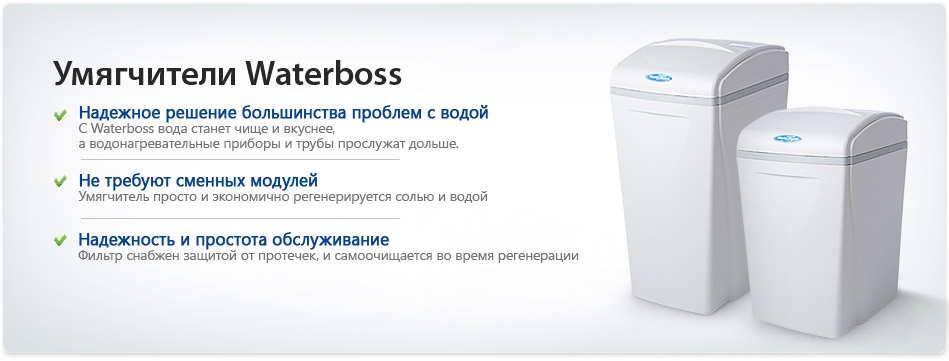 Умягчители Waterboss
Надежное решение большинства проблем с водой
С Waterboss вода станет чище и вкуснее,
а водонагревательные приборы и трубы прослужат дольше.
Не требуют сменных модулей
Умягчитель просто и экономично регенерируется солью и водой
Надежность и простота обслуживание
Фильтр снабжен защитой от протечек, и самоочищается во время регенерации